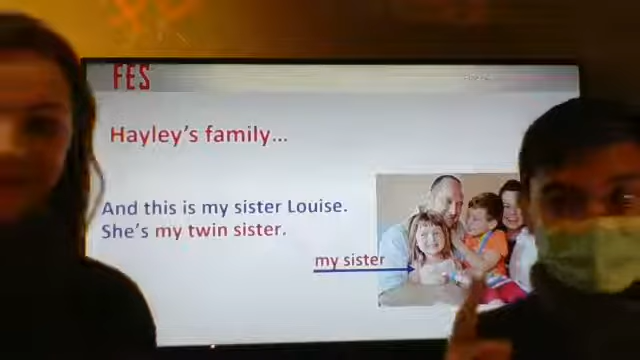 FES
Hayley's family...
And this is my sister Louise.
She's my twin sister.
my sister